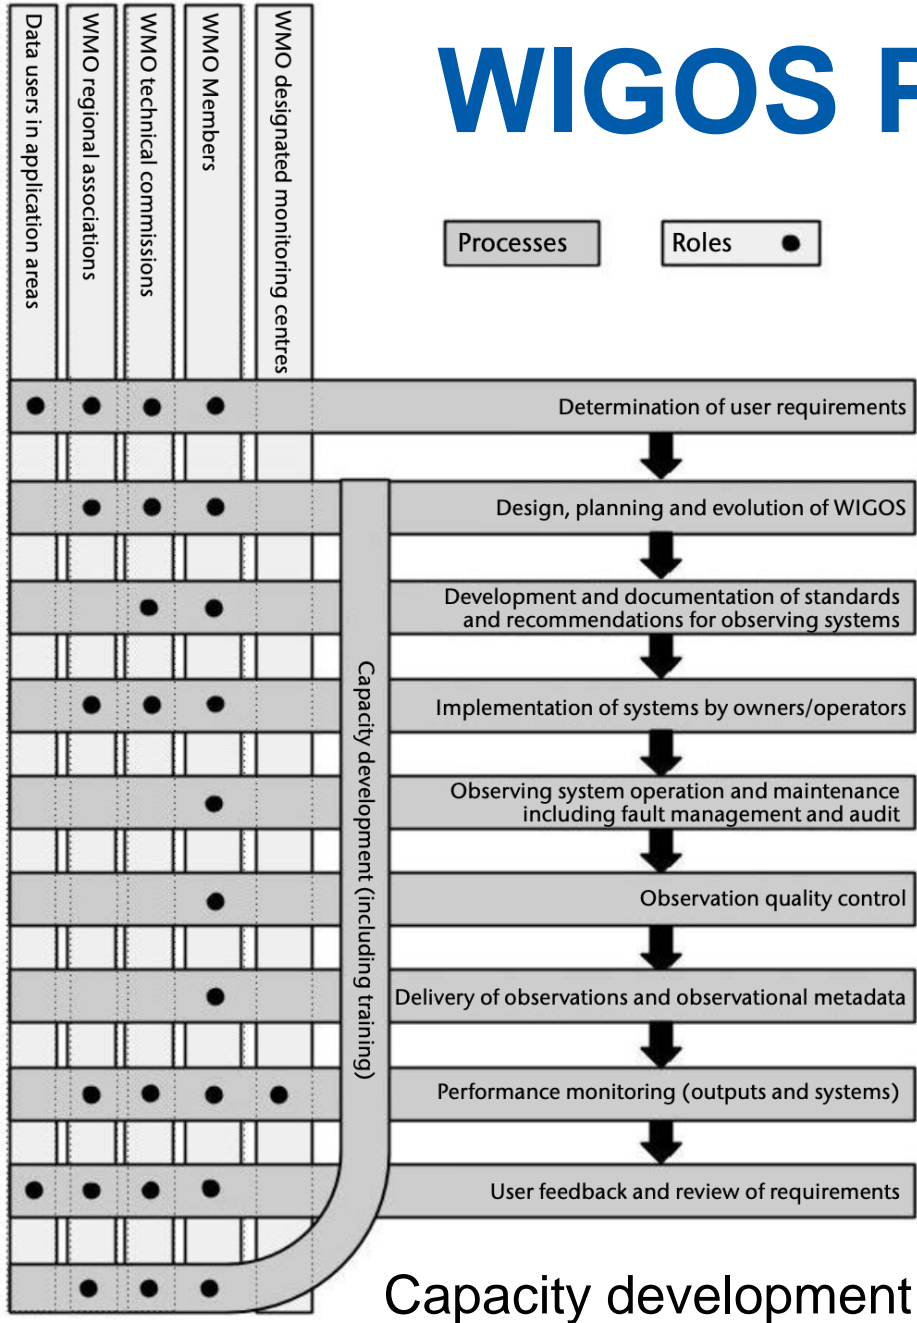 WIGOS
Processes
Roles
Data users in application areas
WMO regional associations
WMO technical commissions
WMO Members
WMO designated monitoring centres
Determination of user requirements
Design, planning and evolution of WIGOS
Development and documentation of standards
and recommendations for observing systems
Implementation of systems by owners/operators
Observing system operation and maintenance
including fault management and audit
Observation quality control
Delivery of observations and observational metadata
Performance monitoring (outputs and systems)
User feedback and review of requirements
Capacity development (including training)
Capacity development